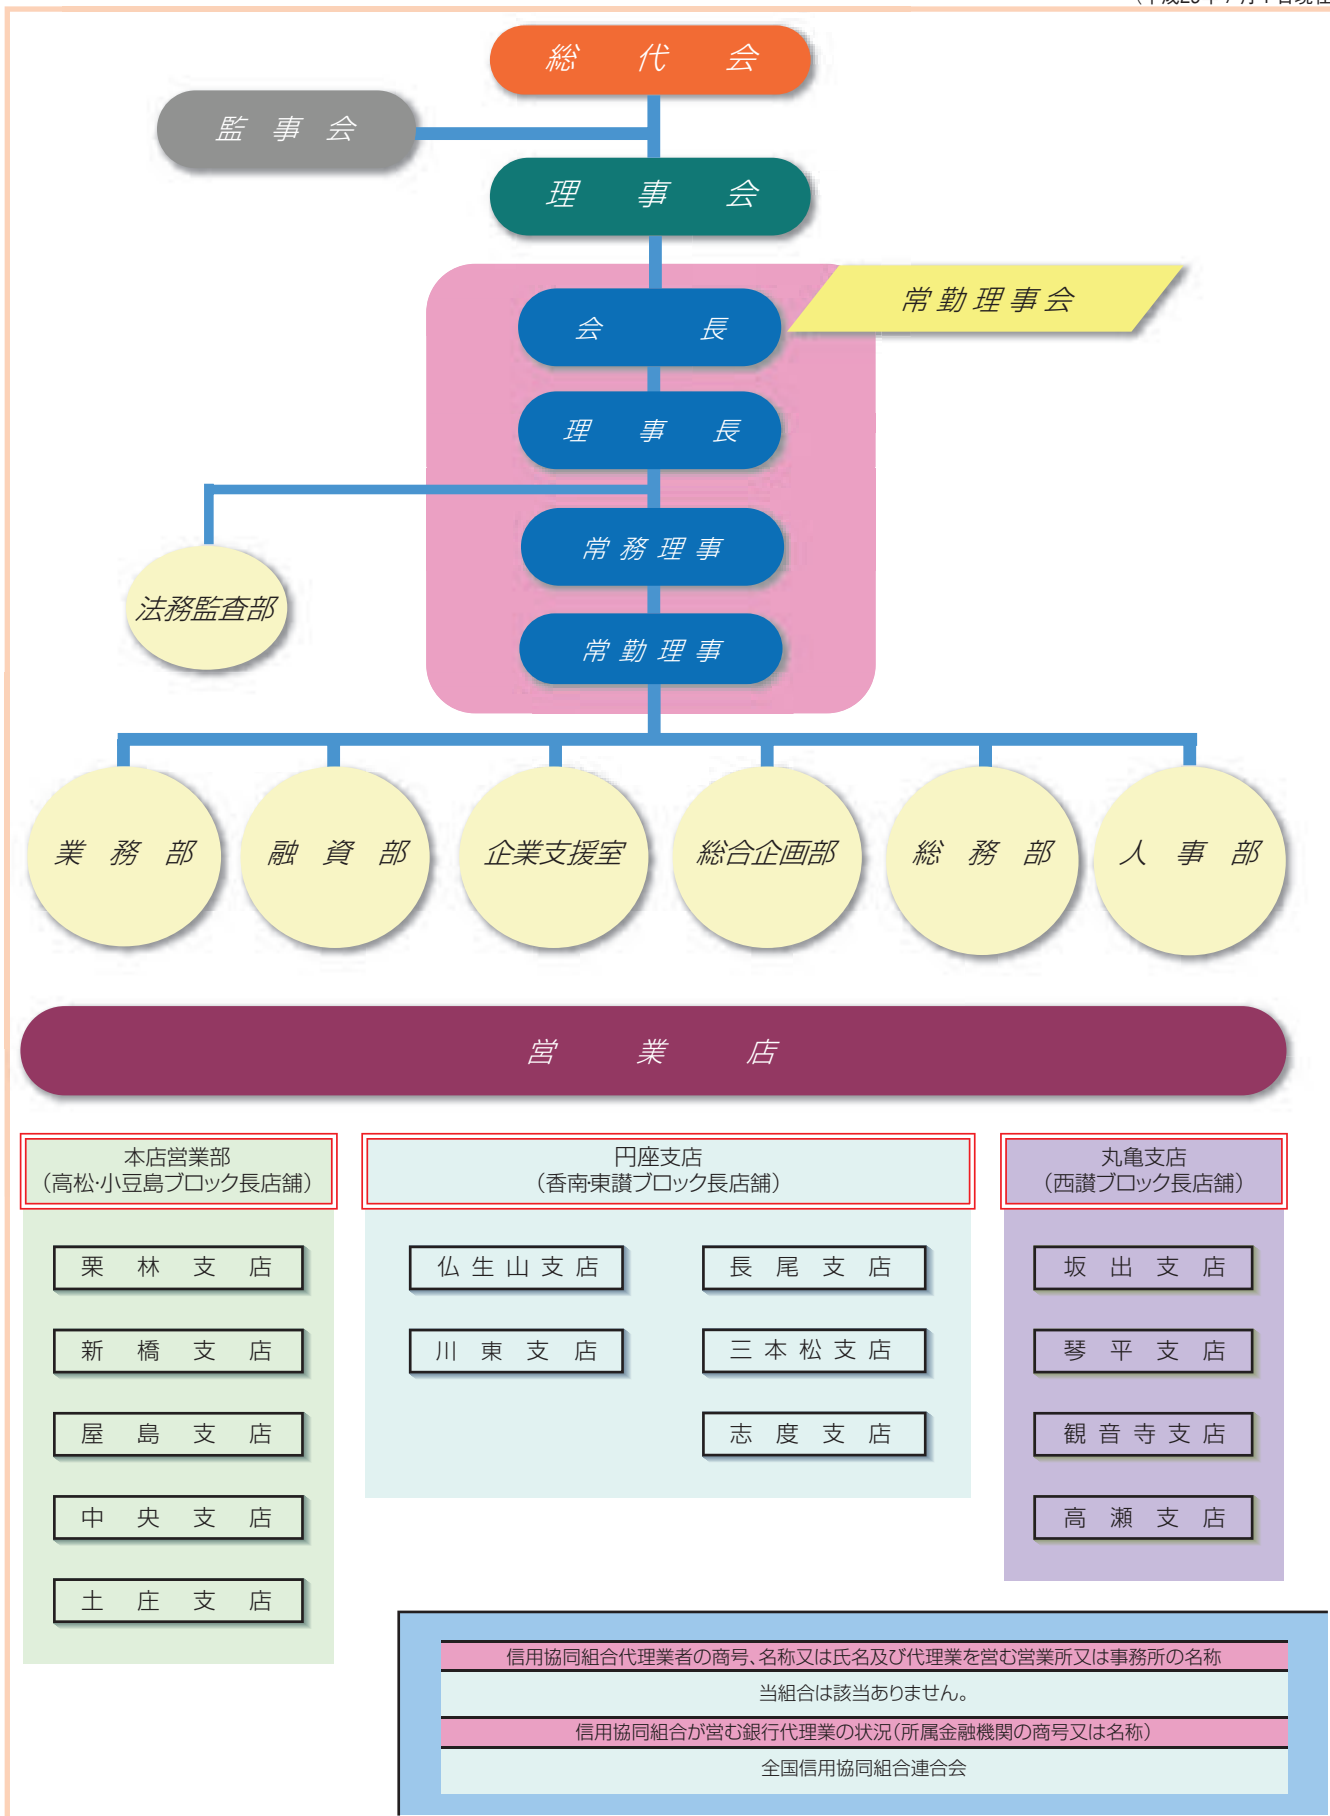 総代会
監事会
理事会
常勤理事会
会長
理事長
常務理事
法務監査部
常勤理事
業務部
融資部
企業支援室
総合企画部
総務部
人事部
営業店
本店営業部
(高松・小豆島ブロック長店舗)
栗林支店
新橋支店
屋島支店
中央支店
土庄支店
円座支店
(香南・東讃ブロック長店舗)
仏生山支店
川東支店
長尾支店
三本松支店
志度支店
丸亀支店
(西讃ブロック長店舗)
坂出支店
琴平支店
観音寺支店
高瀬支店
信用協同組合代理業者の商号、名称又は氏名及び代理業を営む営業所又は事務所の名称
当組合は該当ありません。
信用協同組合が営む銀行代理業の状況(所属金融機関の商号又は名称)
全国信用協同組合連合会